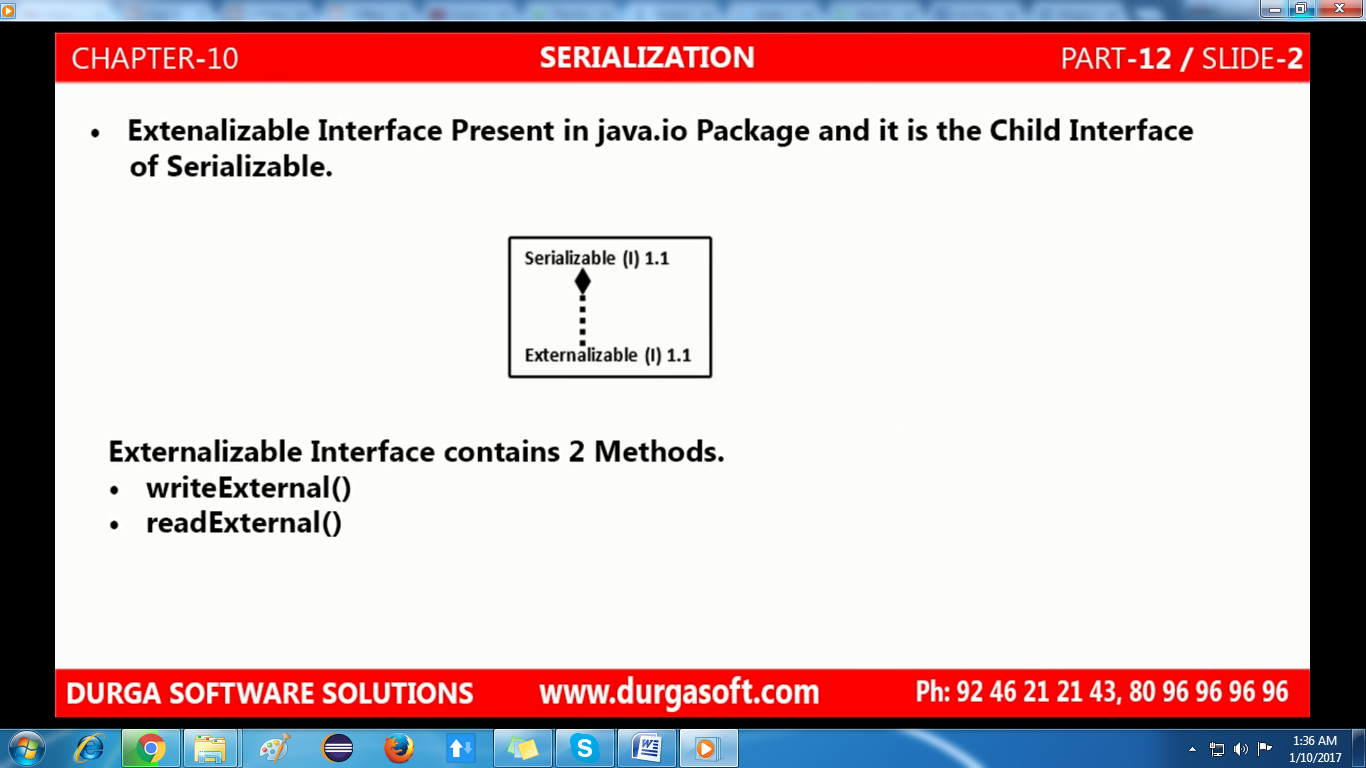 CHAPTER-10
SERIALIZATION
PART-12 / SLIDE-2
• Extenalizable Interface Present in java.io Package and it is the Child Interface
of Serializable.
Serializable (I) 1.1
Externalizable (I) 1.1
Externalizable Interface contains 2 Methods.
• writeExternal()
• readExternal()
DURGA SOFTWARE SOLUTIONS
www.durgasoft.com
Ph: 92 46 21 21 43, 80 96 96 96 96
1:36 AM
1/10/2017